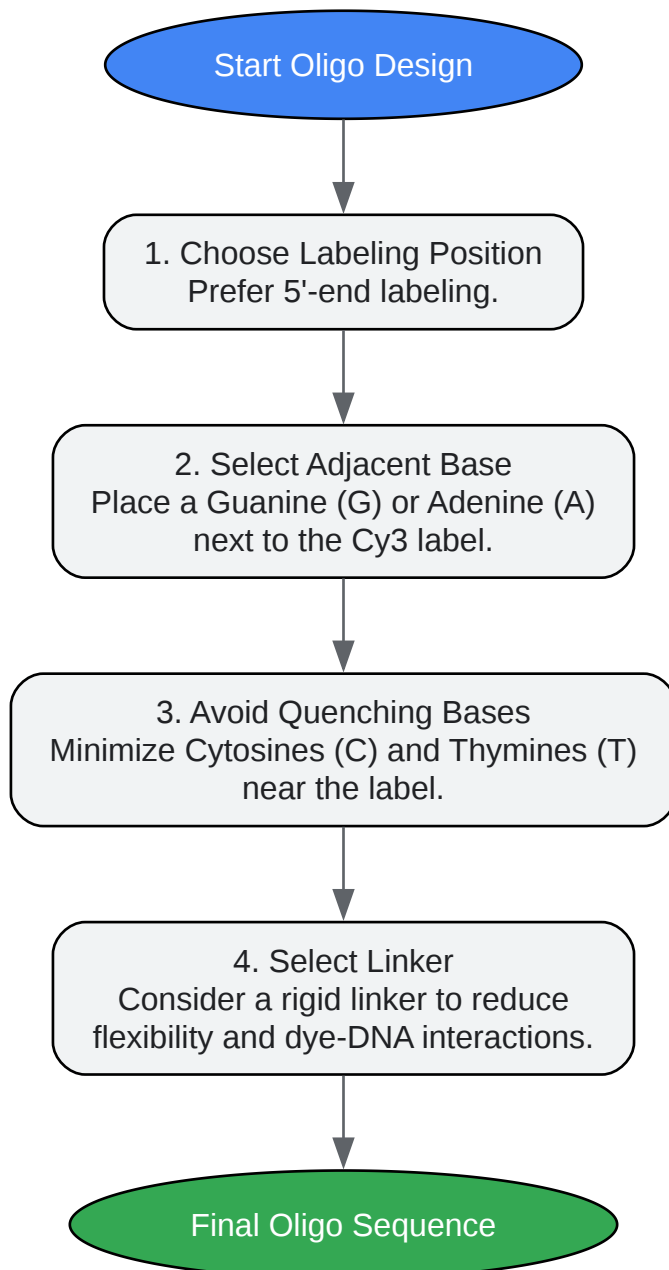 Start Oligo Design
1. Choose Labeling Position
Prefer 5'-end labeling.
2. Select Adjacent Base
Place a Guanine (G) or Adenine (A)
next to the Cy3 label.
3. Avoid Quenching Bases
Minimize Cytosines (C) and Thymines (T)
near the label.
4. Select Linker
Consider a rigid linker to reduce
flexibility and dye-DNA interactions.
Final Oligo Sequence